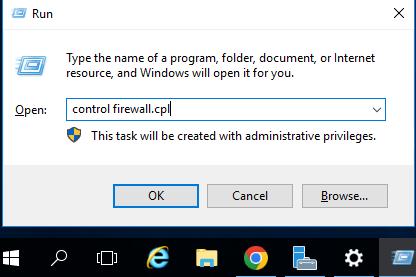 Run
Type the name of a program, folder, document, or Internet
resource, and Windows will open it for you.
Open: control firewall.cpl
This task will be created with administrative privileges.
OK Cancel Browse...